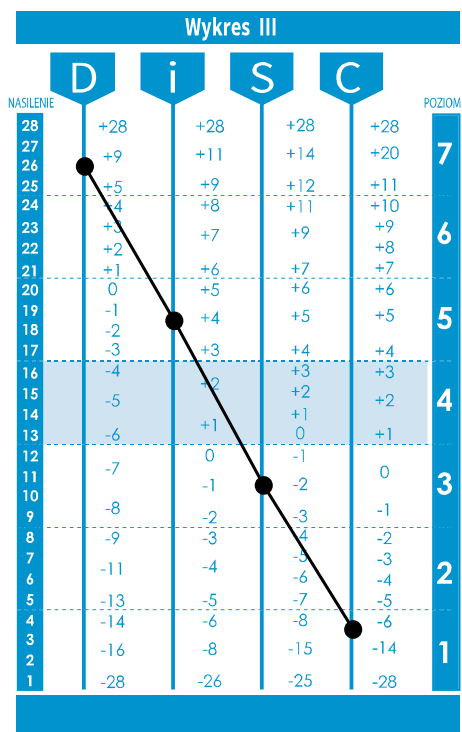 Wykres III
D i S C
NASILENIE POZIOM
28 +28 +28 +28 +28
27 7
26 +9 +11 +14 +20
25 +5 +9 +12 +11
24 +4 +8 +11 +10
23 +3 +7 +9 +9 6
22 +2 +8
21 +1 +6 +7 +7
20 0 +5 +6 +6
19 -1 +4 +5 +5 5
18 -2
17 -3 +3 +4 +4
16 -4 +2 +3 +3
15 -5 +2 +2 4
14 +1 +1
13 -6 0 +1
12 -7 0 -1 0
11 -1 -2 3
10
9 -8 -2 -3 -1
8 -9 -3 -4 -2
7 -11 -4 -5 -3 2
6 -6 -4
5 -13 -5 -7 -5
4 -14 -6 -8 -6
3 -16 -8 -15 -14 1
2
1 -28 -26 -25 -28